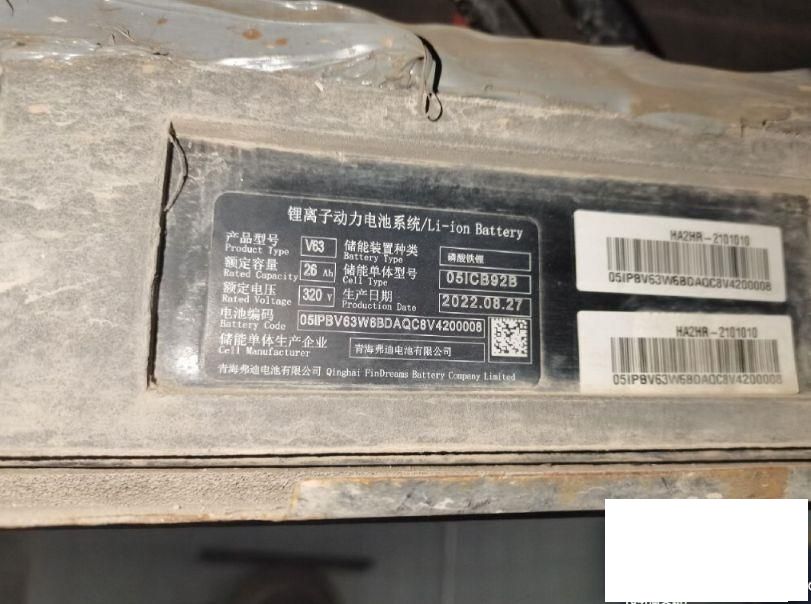 锂离子动力电池系统/Li-ion Battery
产品型号 V63 储能装置种类 磷酸铁锂
Product Type Battery Type
额定容量 26 Ah 储能单体型号 05ICB92B
Rated Capacity Cell Type
额定电压 320 V 生产日期 2022.08.27
Rated Voltage Production Date
电池编码 05IPBV63W6BDAQC8V4200008
Battery Code
储能单体生产企业 青海弗迪电池有限公司
Cell Manufacturer
青海弗迪电池有限公司 Qinghai FinDreams Battery Company Limited
HA2HR-2101010
05IPBV63W6BDAQC8V4200008
HA2HR-2101010
05IPBV63W6BDAQC8V4200008